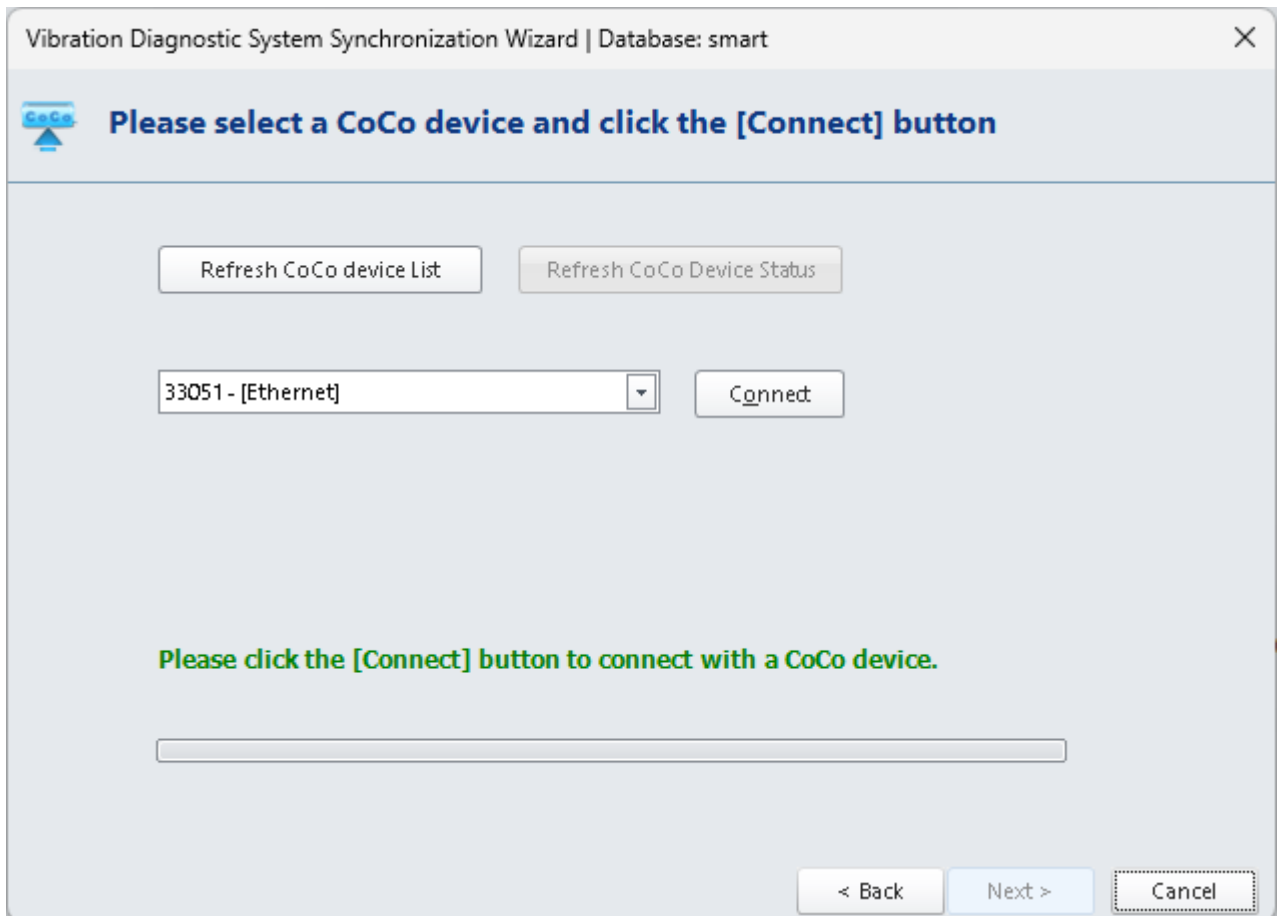 Vibration Diagnostic System Synchronization Wizard | Database: smart
CoCo
Please select a CoCo device and click the [Connect] button
Refresh CoCo device List
Refresh CoCo Device Status
33051 - [Ethernet]
Connect
Please click the [Connect] button to connect with a CoCo device.
< Back
Next >
Cancel